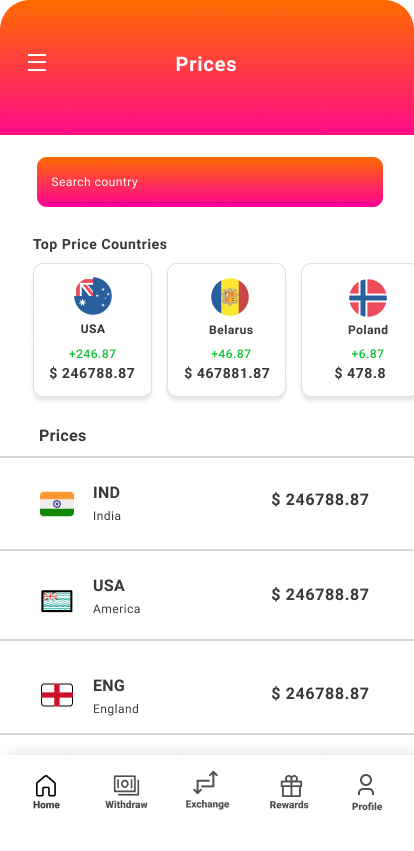 Prices
Search country
Top Price Countries
USA
+246.87
$ 246788.87
Belarus
+46.87
$ 467881.87
Poland
+6.87
$ 478.8
Prices
IND
India
$ 246788.87
USA
America
$ 246788.87
ENG
England
$ 246788.87
Home
Withdraw
Exchange
Rewards
Profile